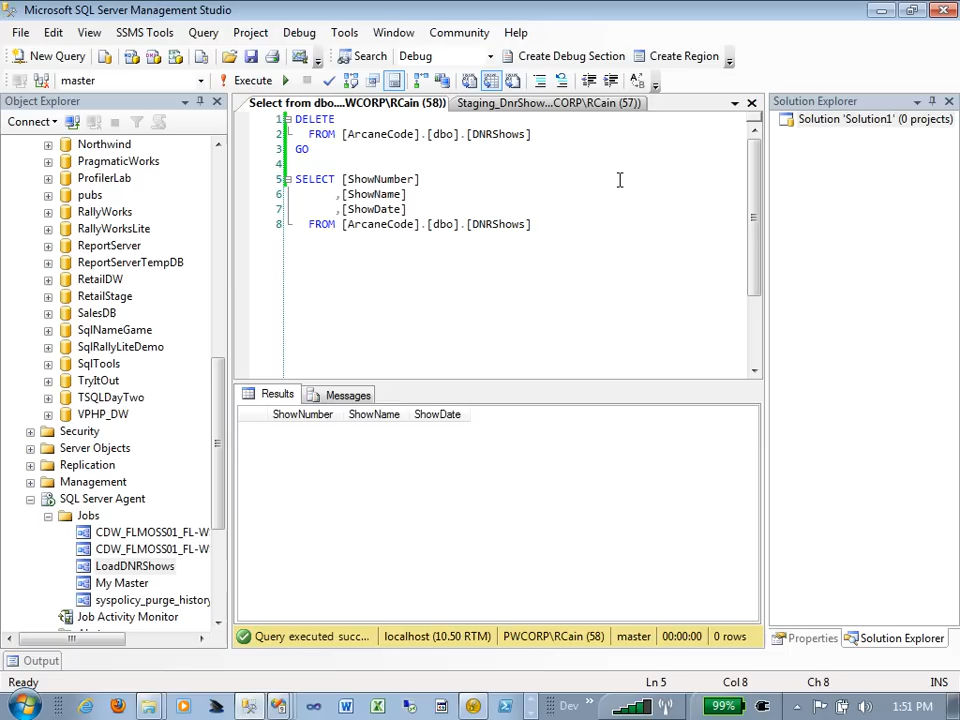 Microsoft SQL Server Management Studio
File Edit View SSMS Tools Query Project Debug Tools Window Community Help
New Query Search Debug Create Debug Section Create Region
master Execute
Object Explorer
Connect
Northwind
PragmaticWorks
ProfilerLab
pubs
RallyWorks
RallyWorksLite
ReportServer
ReportServerTempDB
RetailDW
RetailStage
SalesDB
SqlNameGame
SqlRallyLiteDemo
SqlTools
TryItOut
TSQLDayTwo
VPHP_DW
Security
Server Objects
Replication
Management
SQL Server Agent
Jobs
CDW_FLMOSS01_FL-W
CDW_FLMOSS01_FL-W
LoadDNRShows
My Master
syspolicy_purge_history
Job Activity Monitor
Select from dbo....WCORP\RCain (58)) Staging_DnrShow...CORP\RCain (57))
1 DELETE
2 FROM [ArcaneCode].[dbo].[DNRShows]
3 GO
4
5 SELECT [ShowNumber]
6 ,[ShowName]
7 ,[ShowDate]
8 FROM [ArcaneCode].[dbo].[DNRShows]
Results Messages
ShowNumber ShowName ShowDate
Query executed succ... localhost (10.50 RTM) PWCORP\RCain (58) master 00:00:00 0 rows
Solution Explorer
Solution 'Solution1' (0 projects)
Properties Solution Explorer
Output
Ready Ln 5 Col 8 Ch 8 INS
Dev » 99% 1:51 PM